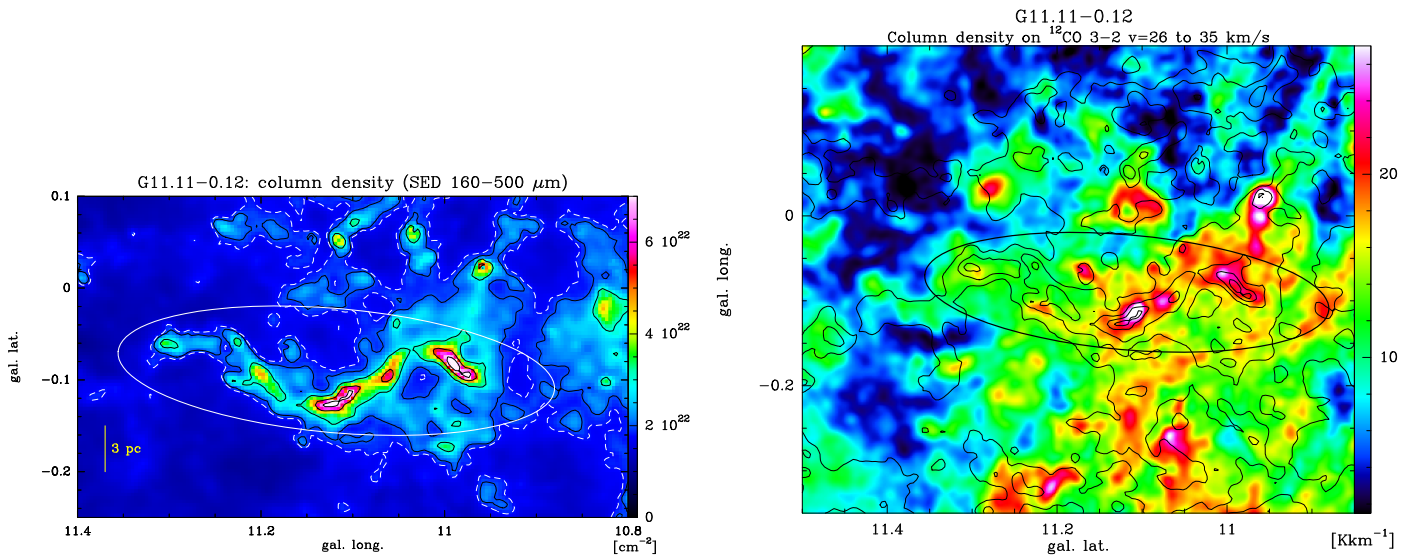 G11.11−0.12: column density (SED 160−500 μm)
0.1
0
−0.1
−0.2
gal. lat.
3 pc
11.4
11.2
11
10.8
gal. long.
6 10²²
4 10²²
2 10²²
0
[cm⁻²]
G11.11−0.12
Column density on ¹²CO 3−2 v=26 to 35 km/s
0
−0.2
gal. long.
11.4
11.2
11
gal. lat.
20
10
[Kkm⁻¹]